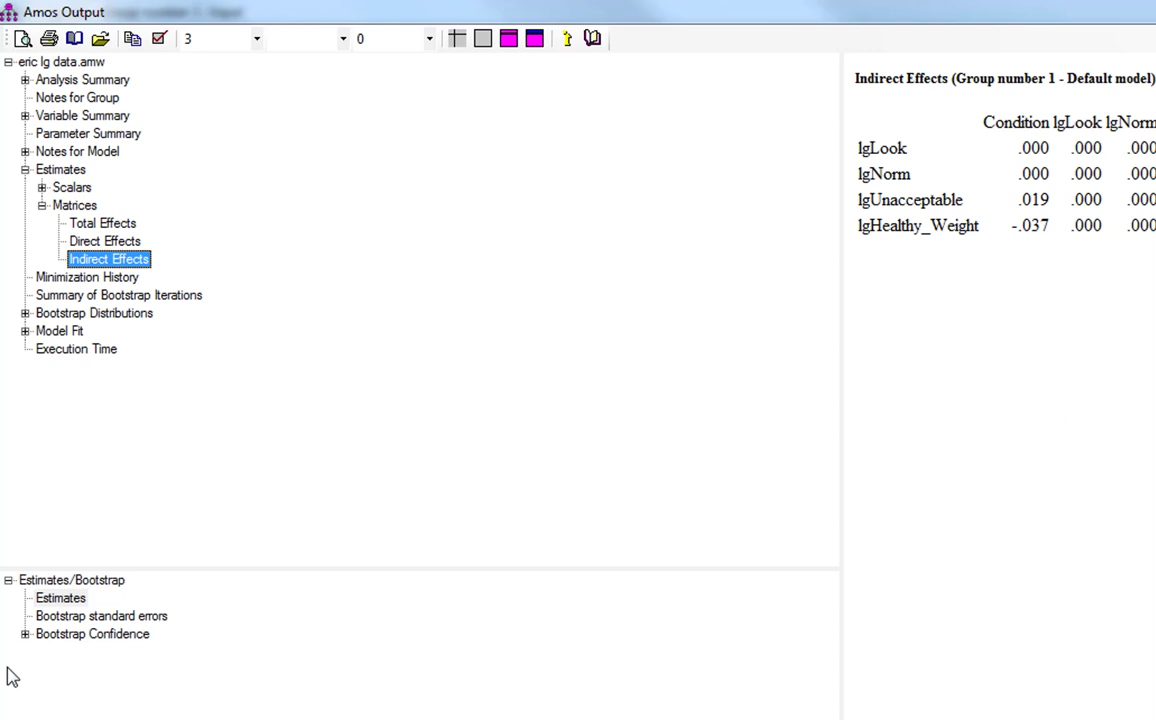 Amos Output
3 0
eric lg data.amw
Analysis Summary
Notes for Group
Variable Summary
Parameter Summary
Notes for Model
Estimates
Scalars
Matrices
Total Effects
Direct Effects
Indirect Effects
Minimization History
Summary of Bootstrap Iterations
Bootstrap Distributions
Model Fit
Execution Time
Estimates/Bootstrap
Estimates
Bootstrap standard errors
Bootstrap Confidence
Indirect Effects (Group number 1 - Default model)
Condition lgLook lgNorm
lgLook .000 .000 .000
lgNorm .000 .000 .000
lgUnacceptable .019 .000 .000
lgHealthy_Weight -.037 .000 .000